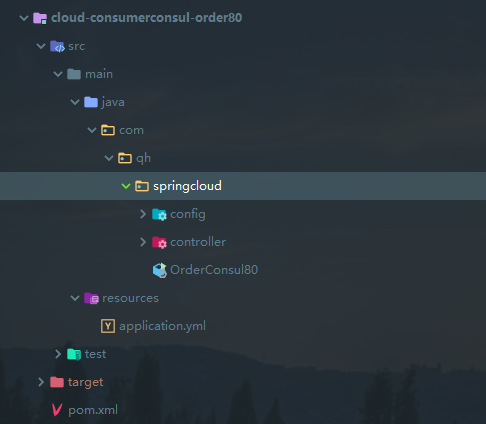 cloud-consumerconsul-order80
src
main
java
com
qh
springcloud
config
controller
OrderConsul80
resources
application.yml
test
target
pom.xml